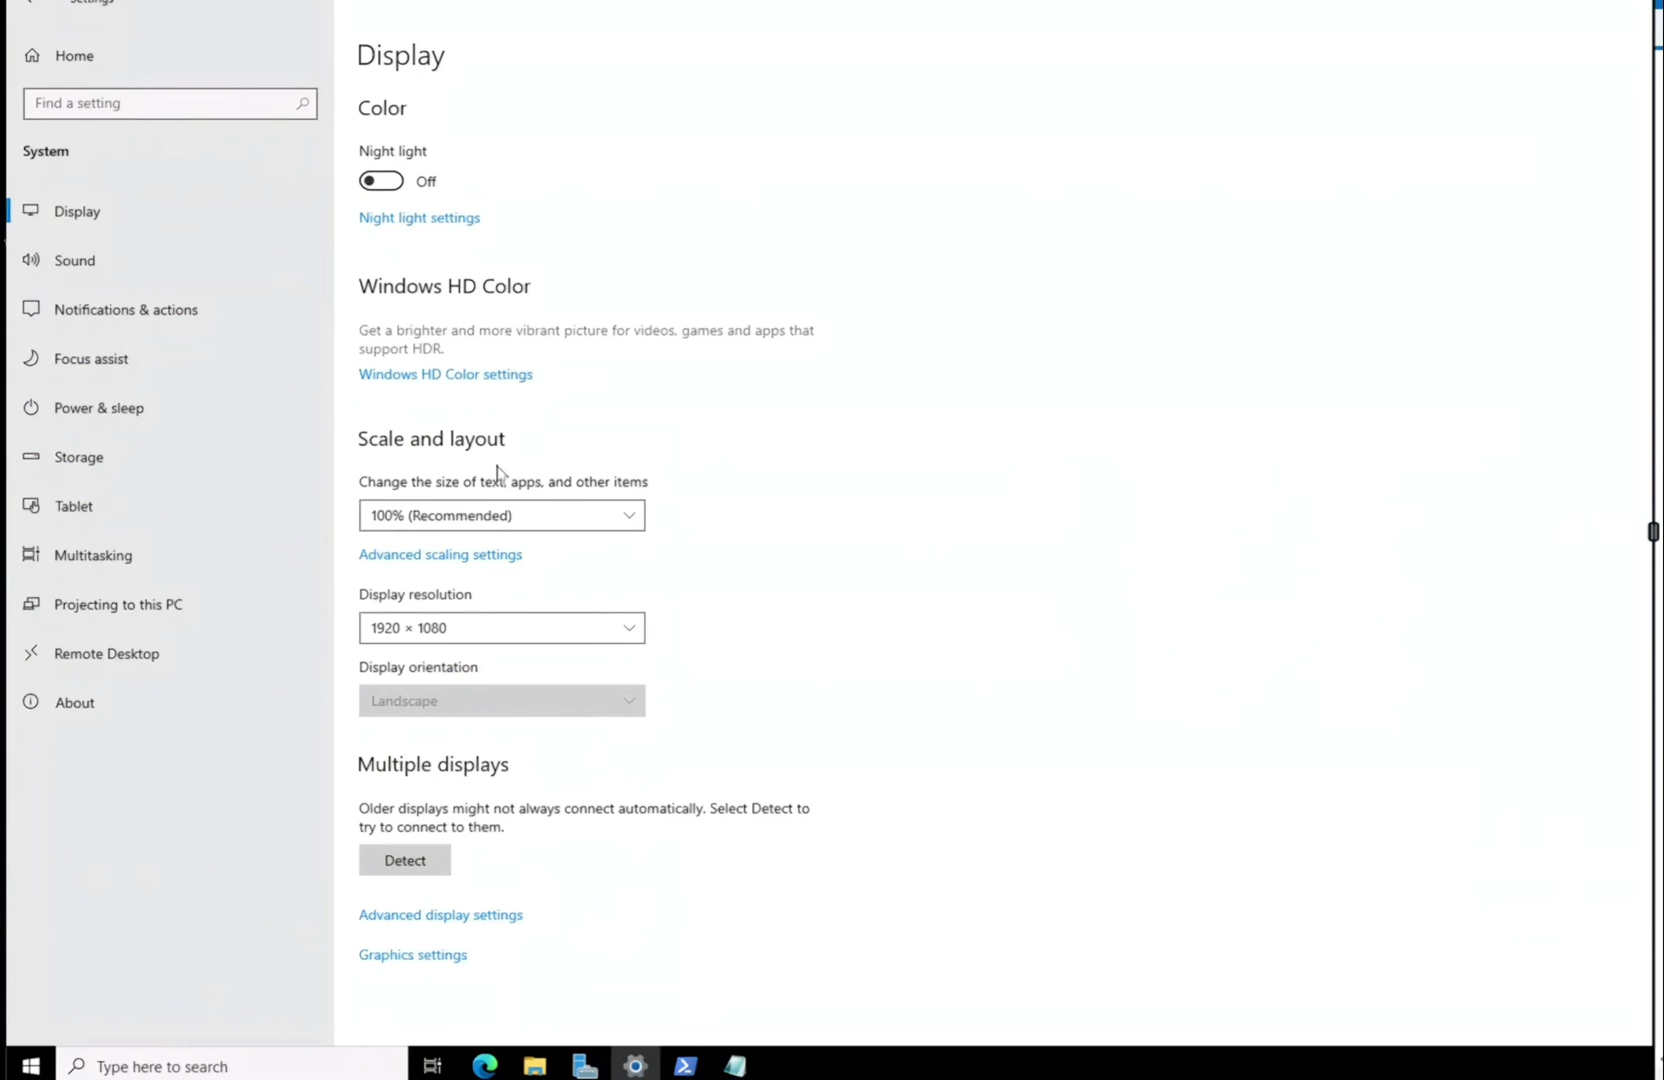 Settings
Home
Find a setting
System
Display
Sound
Notifications & actions
Focus assist
Power & sleep
Storage
Tablet
Multitasking
Projecting to this PC
Remote Desktop
About
Display
Color
Night light
Off
Night light settings
Windows HD Color
Get a brighter and more vibrant picture for videos, games and apps that
support HDR.
Windows HD Color settings
Scale and layout
Change the size of text, apps, and other items
100% (Recommended)
Advanced scaling settings
Display resolution
1920 × 1080
Display orientation
Landscape
Multiple displays
Older displays might not always connect automatically. Select Detect to
try to connect to them.
Detect
Advanced display settings
Graphics settings
Type here to search